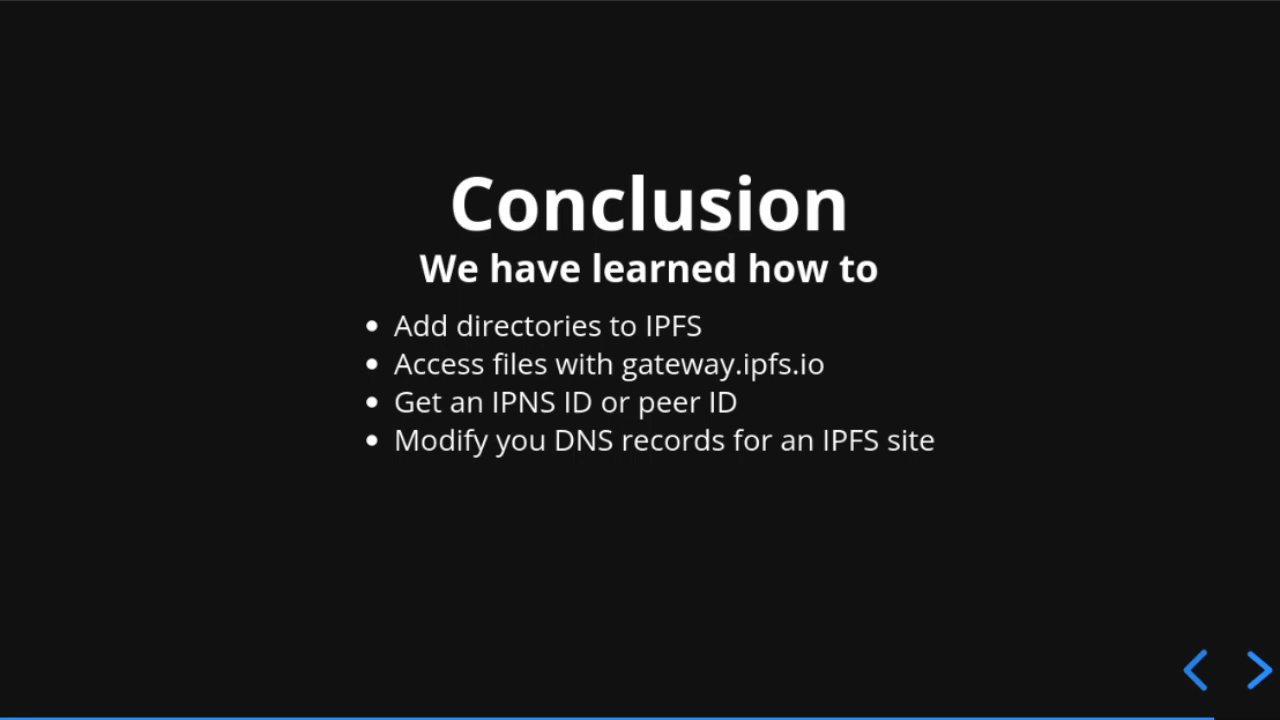 Conclusion
We have learned how to
• Add directories to IPFS
• Access files with gateway.ipfs.io
• Get an IPNS ID or peer ID
• Modify you DNS records for an IPFS site